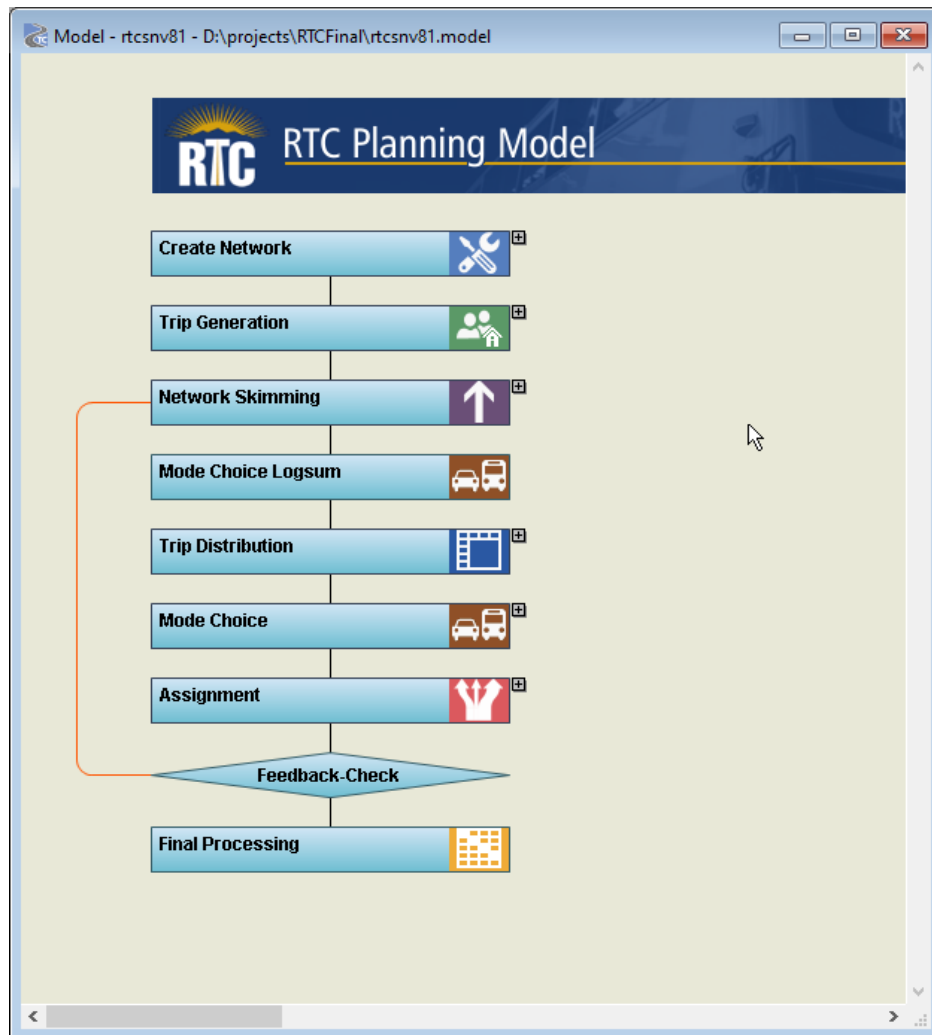 Model - rtcsnv81 - D:\projects\RTCFinal\rtcsnv81.model
RTC
RTC Planning Model
Create Network
Trip Generation
Network Skimming
Mode Choice Logsum
Trip Distribution
Mode Choice
Assignment
Feedback-Check
Final Processing